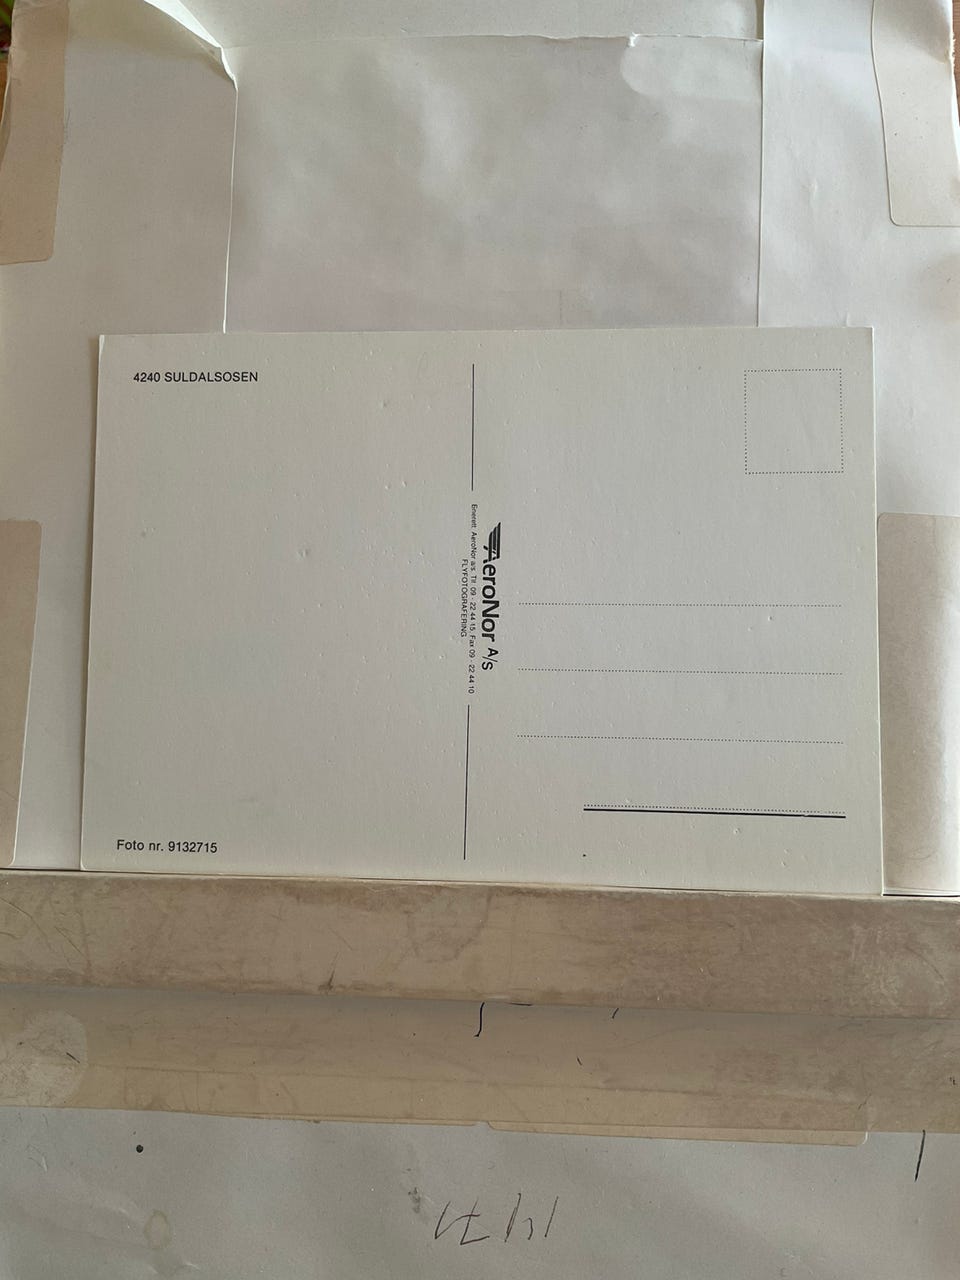 4240 SULDALSOSEN
AeroNor A/s
Enerett: AeroNor a/s. Tlf. 09 - 22 44 15. Fax 09 - 22 44 10
FLYFOTOGRAFERING
Foto nr. 9132715